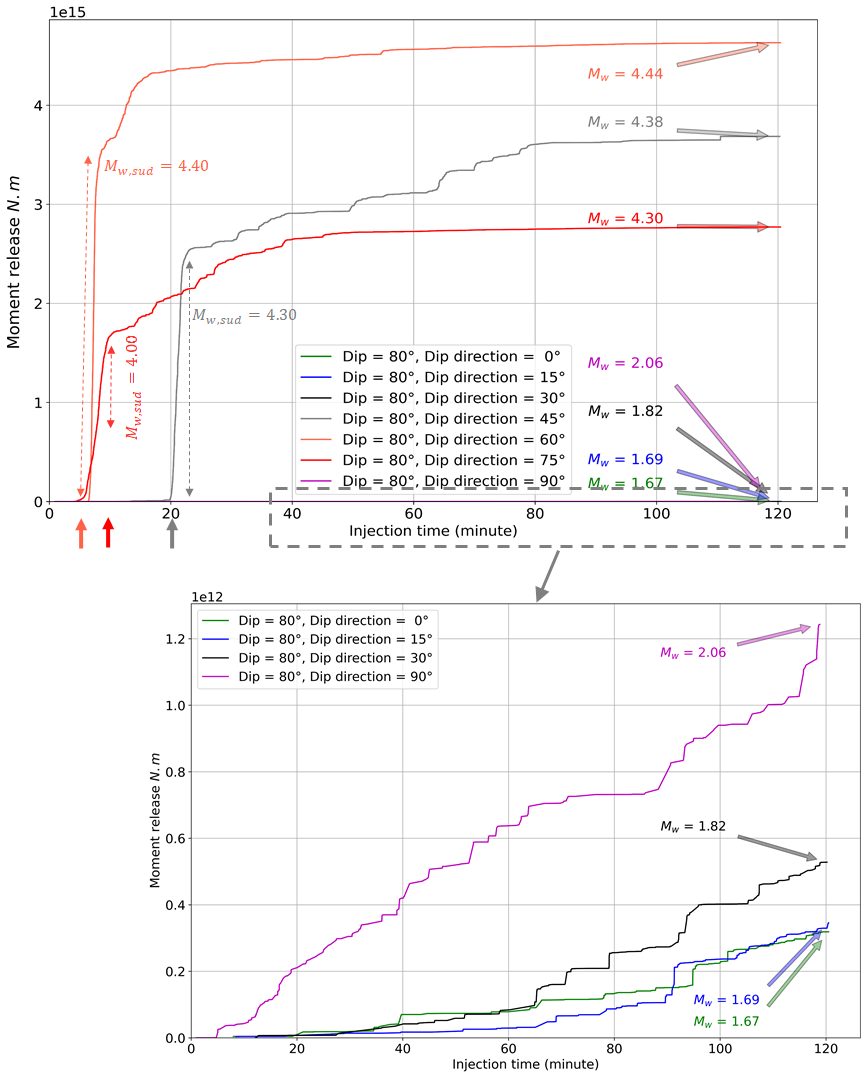 1e15
Moment release N.m
4
3
2
1
0
M_w = 4.44
M_w = 4.38
M_w,sud = 4.40
M_w = 4.30
M_w,sud = 4.30
M_w,sud = 4.00
Dip = 80°, Dip direction = 0°
Dip = 80°, Dip direction = 15°
Dip = 80°, Dip direction = 30°
Dip = 80°, Dip direction = 45°
Dip = 80°, Dip direction = 60°
Dip = 80°, Dip direction = 75°
Dip = 80°, Dip direction = 90°
M_w = 2.06
M_w = 1.82
M_w = 1.69
M_w = 1.67
0 20 40 60 80 100 120
Injection time (minute)
1e12
Dip = 80°, Dip direction = 0°
Dip = 80°, Dip direction = 15°
Dip = 80°, Dip direction = 30°
Dip = 80°, Dip direction = 90°
Moment release N.m
1.2
1.0
0.8
0.6
0.4
0.2
0.0
M_w = 2.06
M_w = 1.82
M_w = 1.69
M_w = 1.67
0 20 40 60 80 100 120
Injection time (minute)